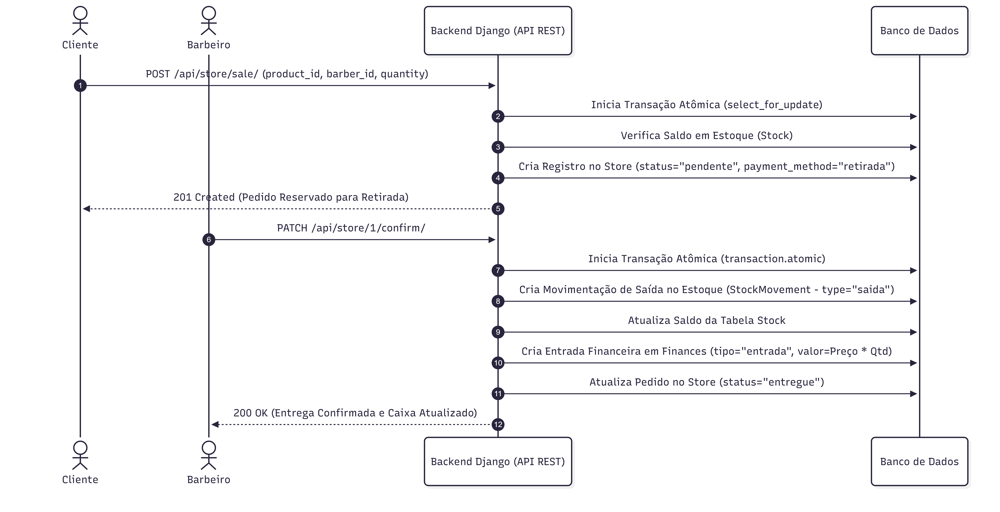 Cliente
Barbeiro
Backend Django (API REST)
Banco de Dados
POST /api/store/sale/ (product_id, barber_id, quantity)
1
Inicia Transação Atômica (select_for_update)
2
Verifica Saldo em Estoque (Stock)
3
Cria Registro no Store (status="pendente", payment_method="retirada")
4
201 Created (Pedido Reservado para Retirada)
5
PATCH /api/store/1/confirm/
6
Inicia Transação Atômica (transaction.atomic)
7
Cria Movimentação de Saída no Estoque (StockMovement - type="saida")
8
Atualiza Saldo da Tabela Stock
9
Cria Entrada Financeira em Finances (tipo="entrada", valor=Preço * Qtd)
10
Atualiza Pedido no Store (status="entregue")
11
200 OK (Entrega Confirmada e Caixa Atualizado)
12
Backend Django (API REST)
Banco de Dados
Cliente
Barbeiro